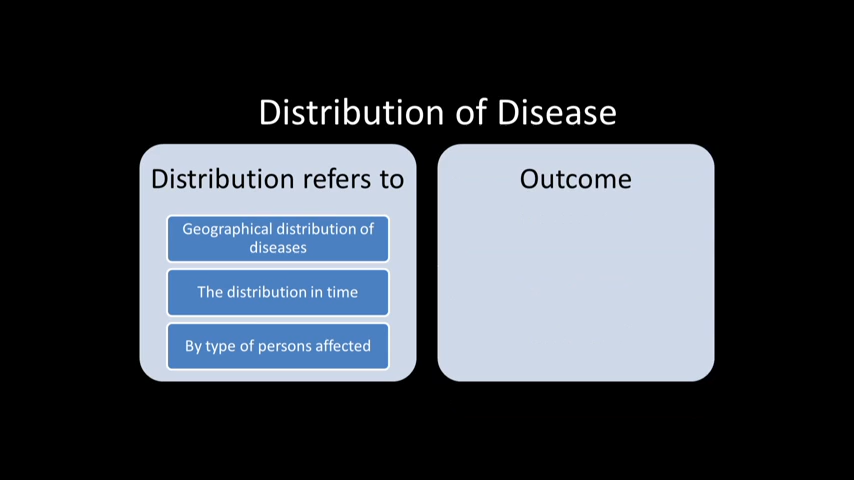 Distribution of Disease
Distribution refers to
Geographical distribution of
diseases
The distribution in time
By type of persons affected
Outcome